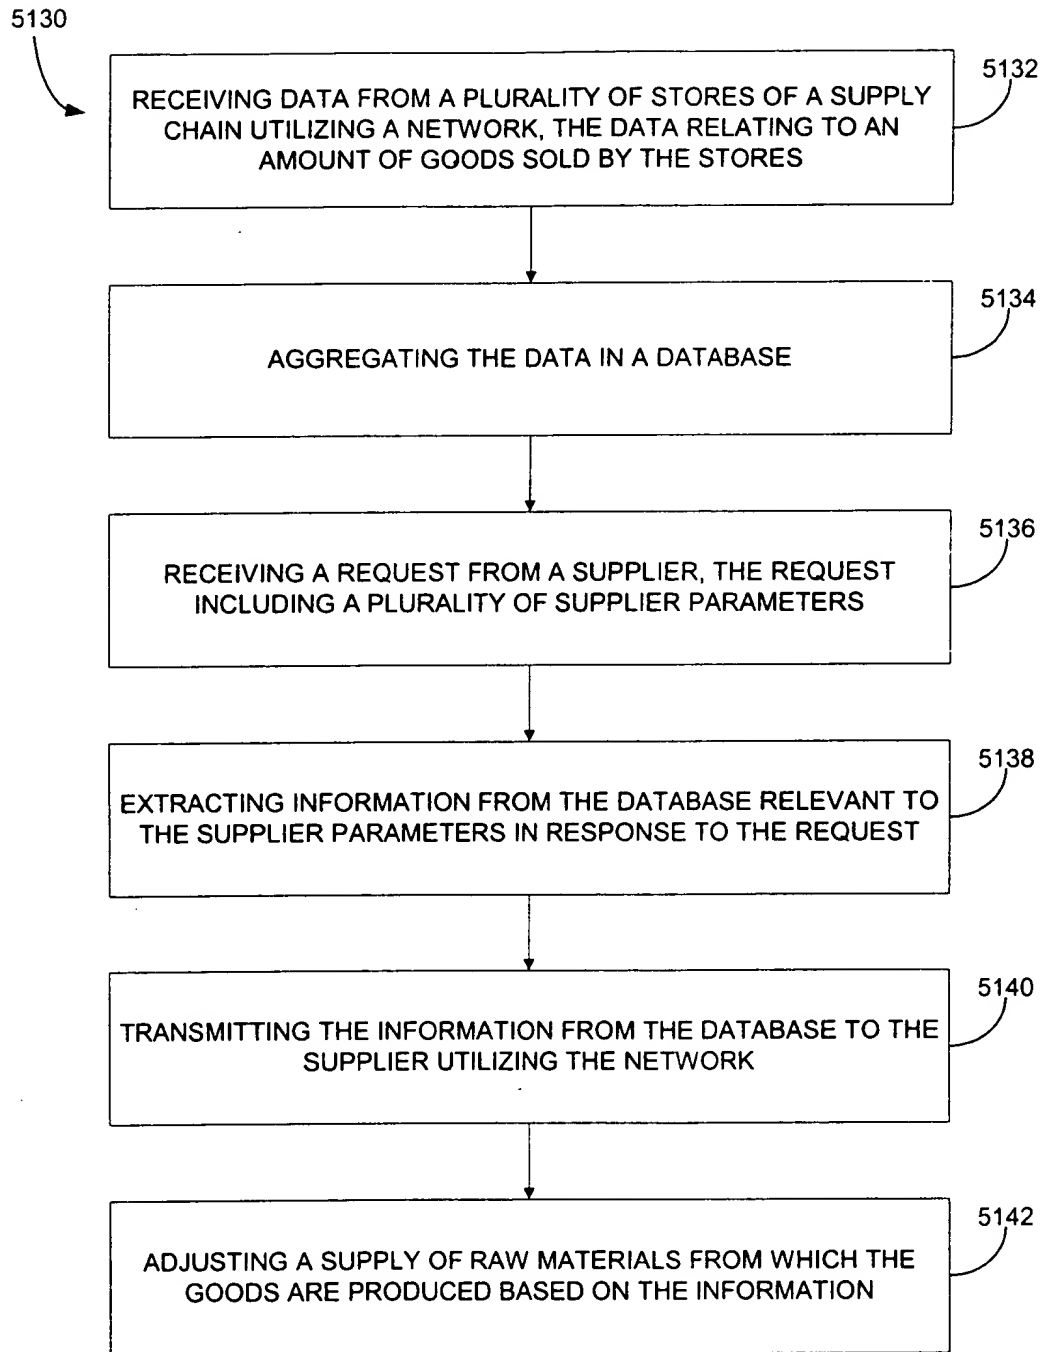 5130
5132
RECEIVING DATA FROM A PLURALITY OF STORES OF A SUPPLY
CHAIN UTILIZING A NETWORK, THE DATA RELATING TO AN
AMOUNT OF GOODS SOLD BY THE STORES
5134
AGGREGATING THE DATA IN A DATABASE
5136
RECEIVING A REQUEST FROM A SUPPLIER, THE REQUEST
INCLUDING A PLURALITY OF SUPPLIER PARAMETERS
5138
EXTRACTING INFORMATION FROM THE DATABASE RELEVANT TO
THE SUPPLIER PARAMETERS IN RESPONSE TO THE REQUEST
5140
TRANSMITTING THE INFORMATION FROM THE DATABASE TO THE
SUPPLIER UTILIZING THE NETWORK
5142
ADJUSTING A SUPPLY OF RAW MATERIALS FROM WHICH THE
GOODS ARE PRODUCED BASED ON THE INFORMATION